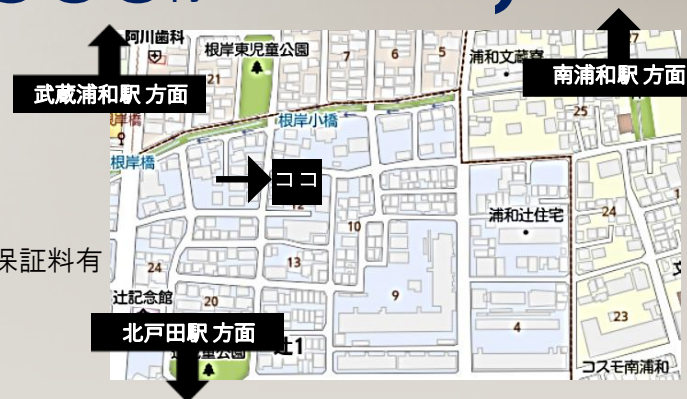 阿川歯科
根岸東児童公園
7
6
5
浦和文蔵寮
27
武蔵浦和駅 方面
南浦和駅 方面
21
根岸小橋
25
根岸橋
ココ
12
10
浦和辻住宅
24
保証料有
13
24
辻記念館
20
9
23
4
北戸田駅 方面
辻1
コスモ南浦和